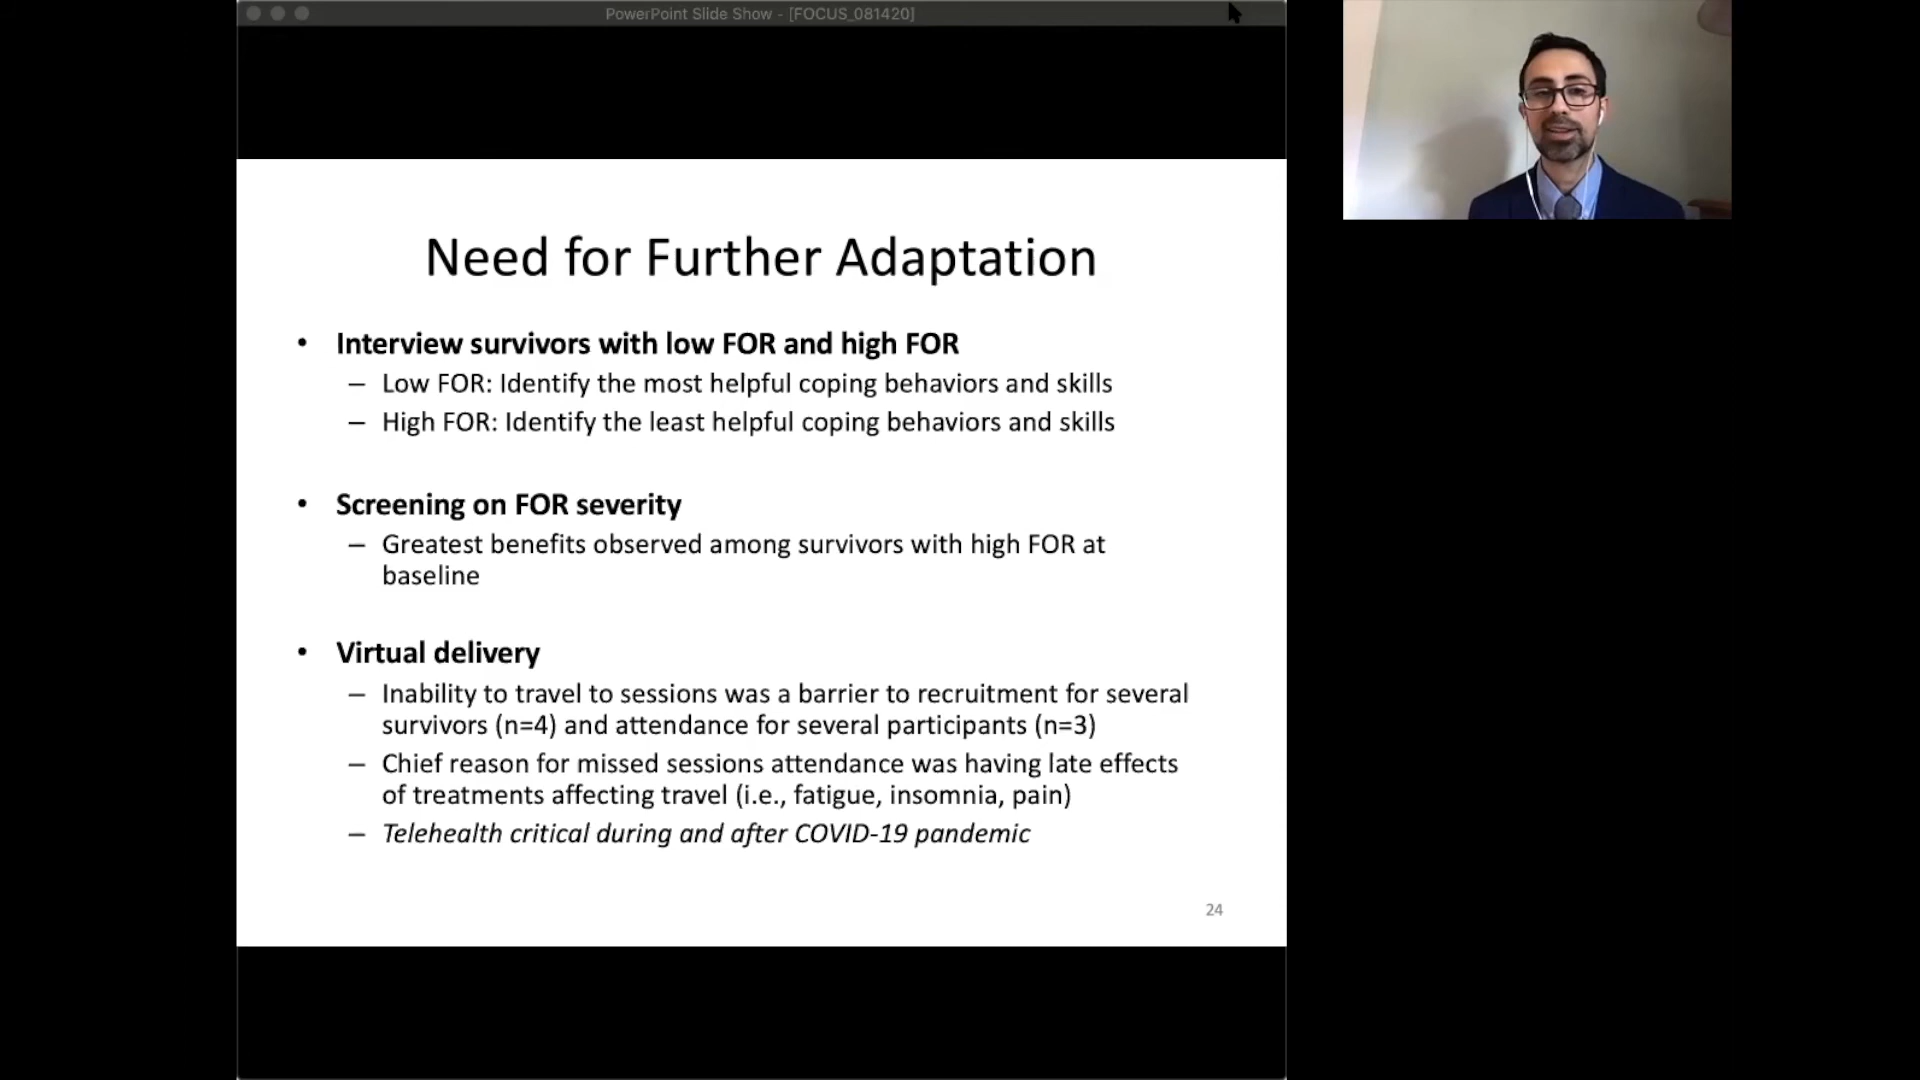 PowerPoint Slide Show - [FOCUS_081420]
Need for Further Adaptation
• Interview survivors with low FOR and high FOR
– Low FOR: Identify the most helpful coping behaviors and skills
– High FOR: Identify the least helpful coping behaviors and skills
• Screening on FOR severity
– Greatest benefits observed among survivors with high FOR at
baseline
• Virtual delivery
– Inability to travel to sessions was a barrier to recruitment for several
survivors (n=4) and attendance for several participants (n=3)
– Chief reason for missed sessions attendance was having late effects
of treatments affecting travel (i.e., fatigue, insomnia, pain)
– Telehealth critical during and after COVID-19 pandemic
24